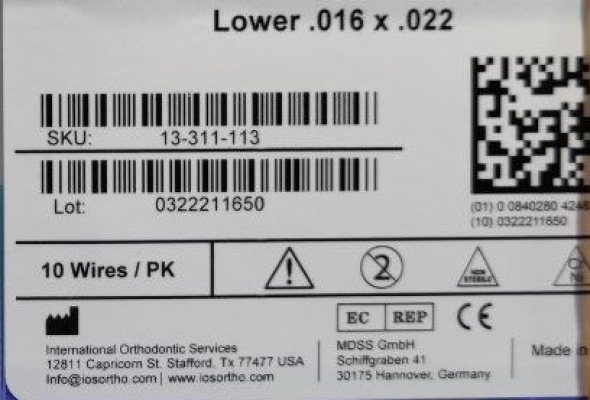 Lower .016 x .022
SKU: 13-311-113
Lot: 0322211650
(01) 0 0840280 4248
(10) 0322211650
10 Wires / PK
2
NON
STERILE
Cr
Ni
EC REP
CE
International Orthodontic Services
12811 Capricorn St. Stafford, Tx 77477 USA
Info@iosortho.com | www.iosortho.com
MDSS GmbH
Schiffgraben 41
30175 Hannover, Germany
Made in